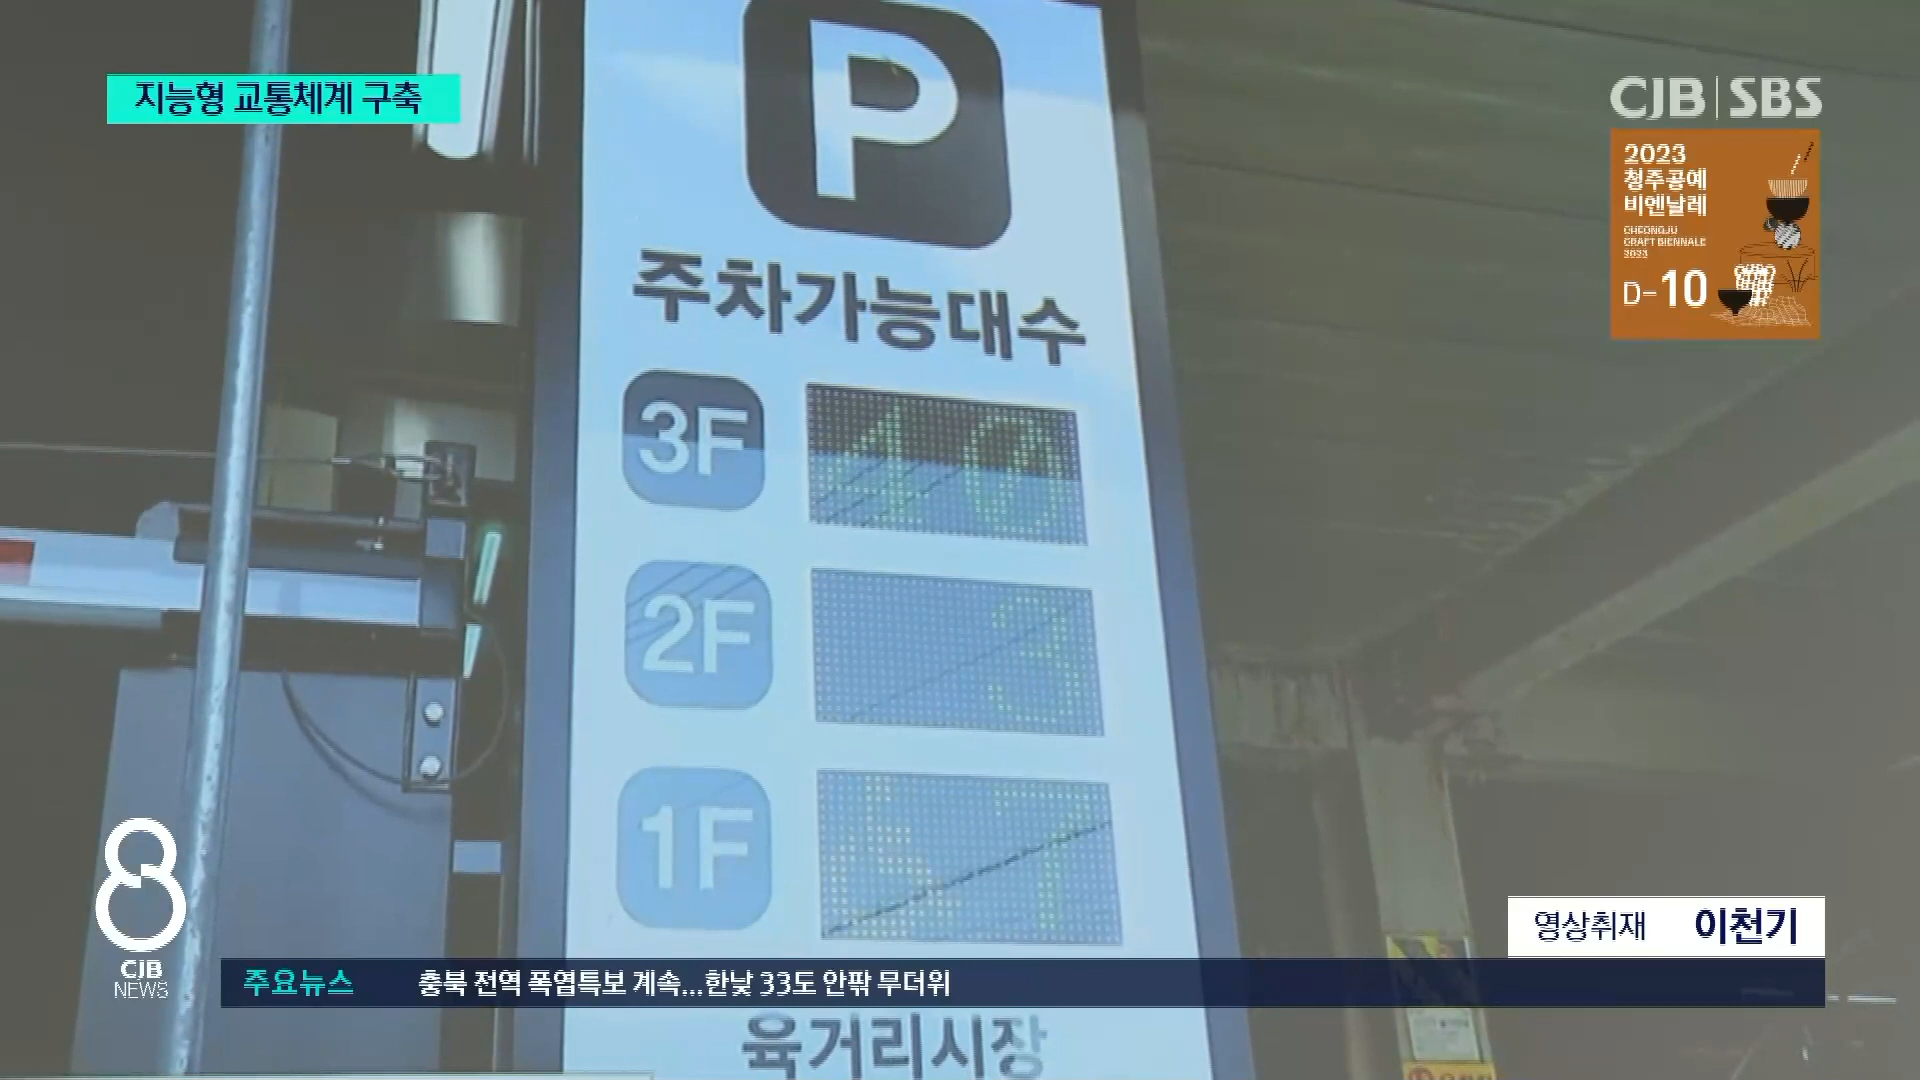 지능형 교통체계 구축
CJB SBS
2023
청주공예
비엔날레
CHEONGJU
CRAFT BIENNALE
2023
D-10
P
주차가능대수
3F
2F 3
1F
영상취재 이천기
8
CJB
NEWS
주요뉴스 충북 전역 폭염특보 계속...한낮 33도 안팎 무더위
육거리시장